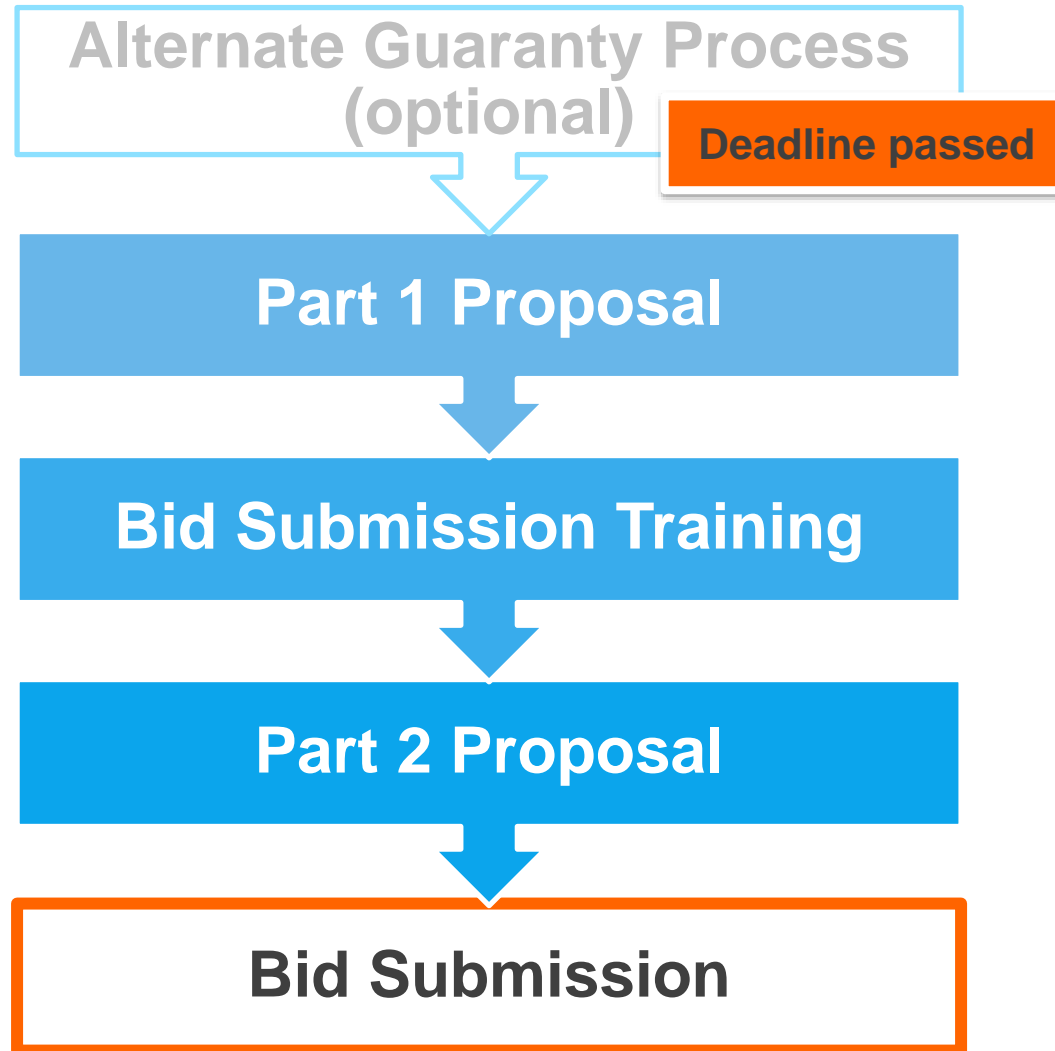 Alternate Guaranty Process
(optional)
Deadline passed
Part 1 Proposal
Bid Submission Training
Part 2 Proposal
Bid Submission